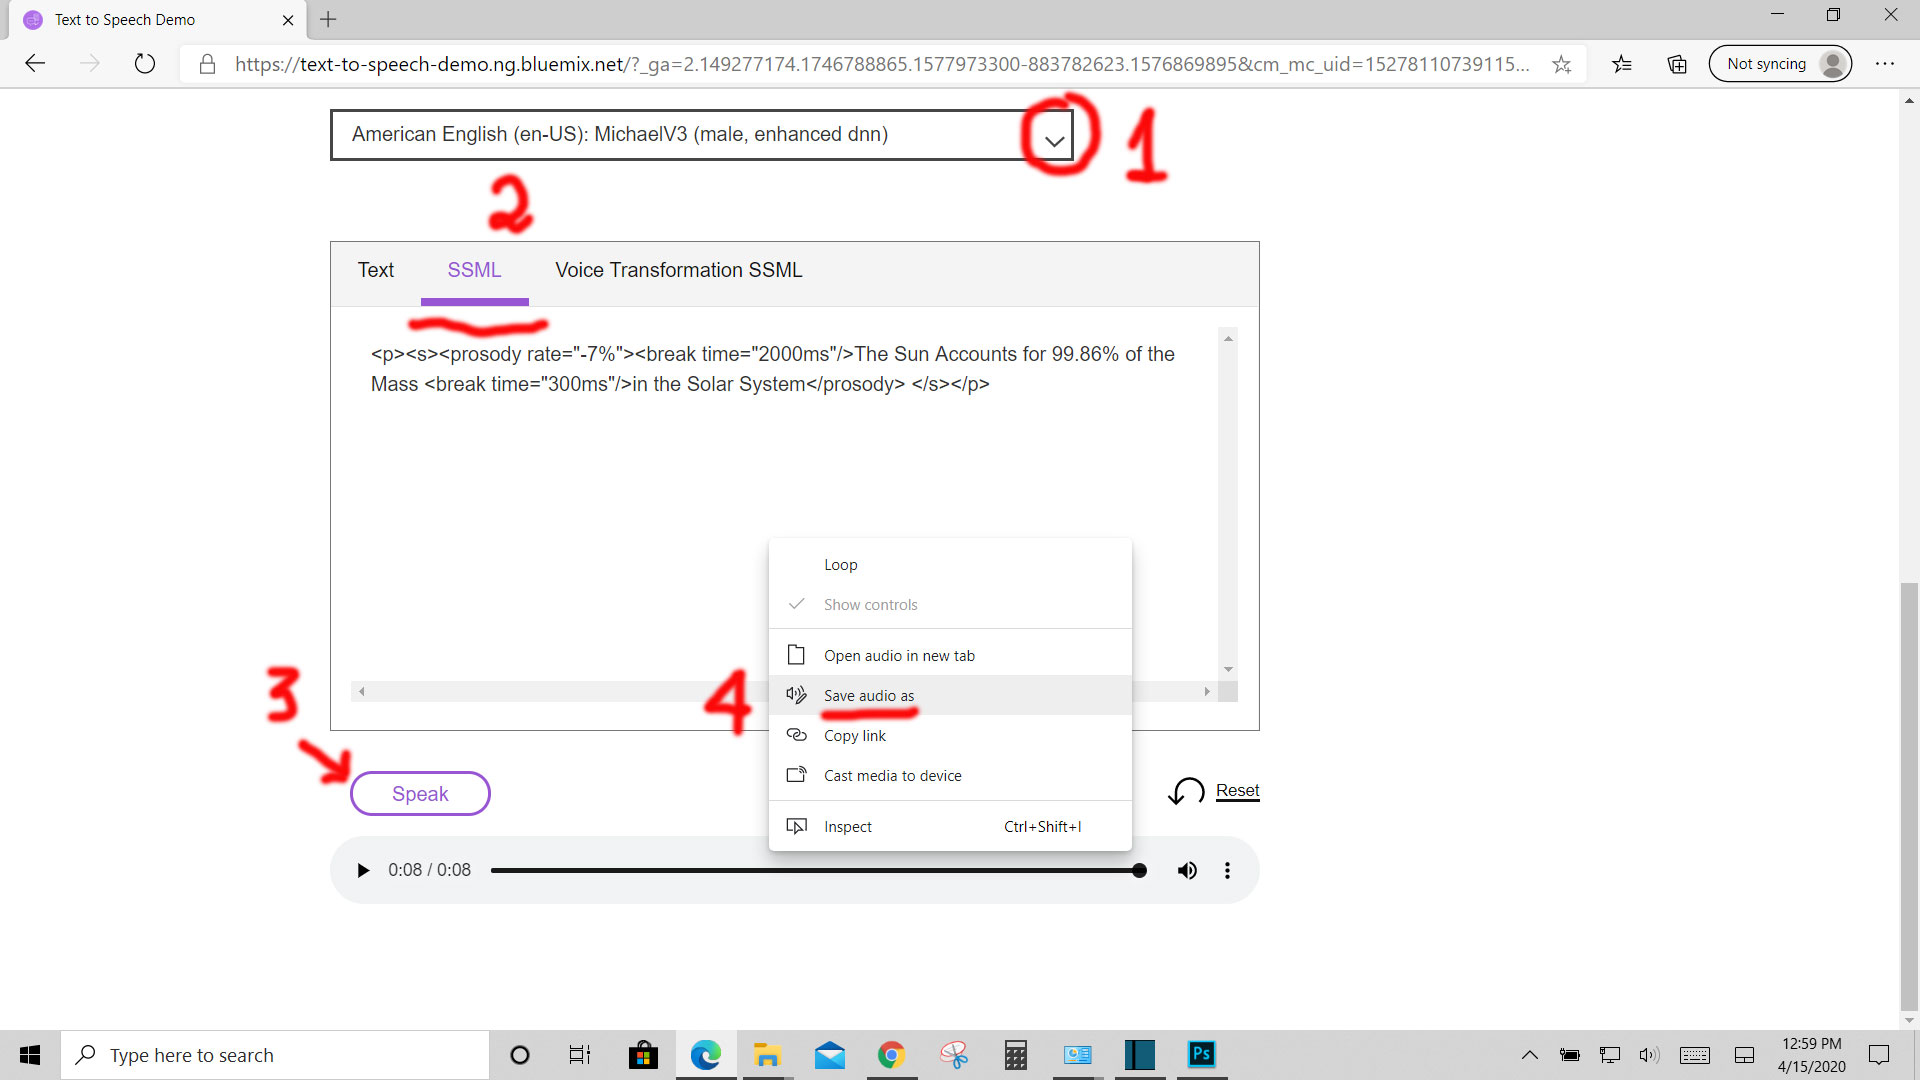 Text to Speech Demo
https://text-to-speech-demo.ng.bluemix.net/?_ga=2.149277174.1746788865.1577973300-883782623.1576869895&cm_mc_uid=15278110739115...
Not syncing
American English (en-US): MichaelV3 (male, enhanced dnn)
1
2
Text SSML Voice Transformation SSML
<p><s><prosody rate="-7%"><break time="2000ms"/>The Sun Accounts for 99.86% of the
Mass <break time="300ms"/>in the Solar System</prosody> </s></p>
Loop
Show controls
Open audio in new tab
3
4
Save audio as
Copy link
Cast media to device
Speak
Reset
Inspect Ctrl+Shift+I
0:08 / 0:08
Type here to search
Ps
12:59 PM
4/15/2020